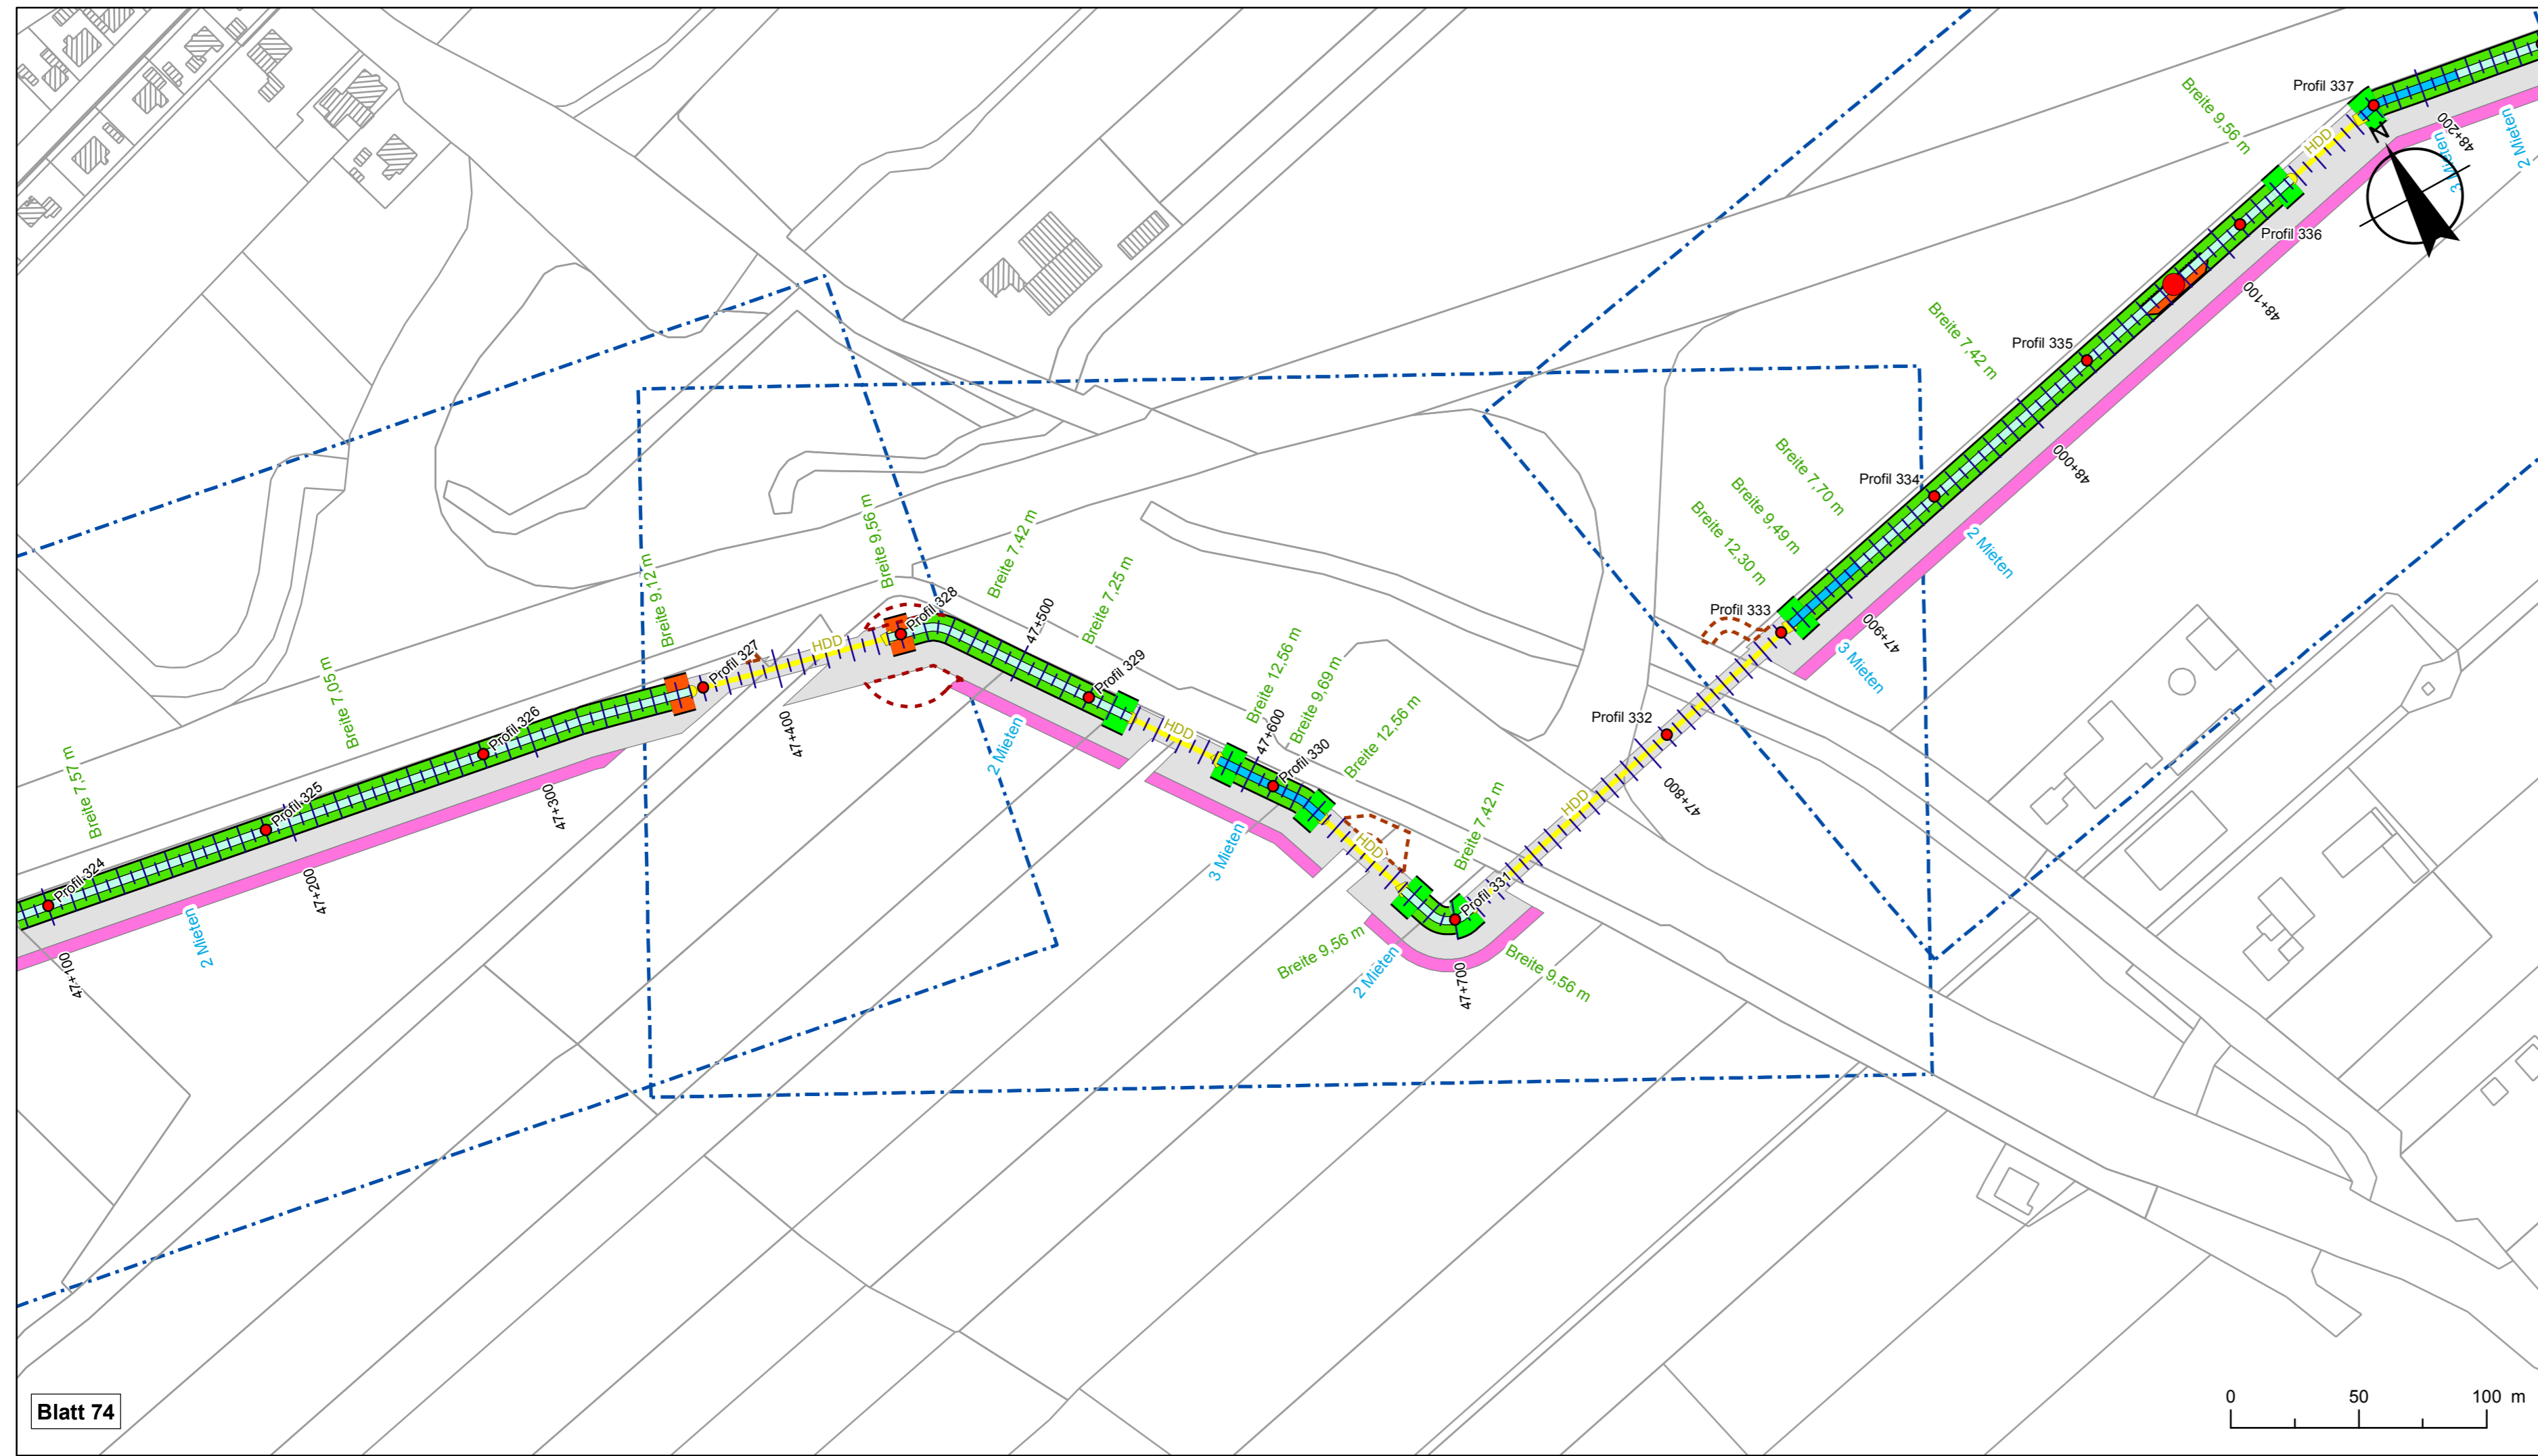 Profil 337
Breite 9,56 m
HDD
N
48+200
3 Mieten
2 Mieten
Profil 336
48+100
Breite 7,42 m
Profil 335
48+000
Breite 7,70 m
Breite 9,49 m
Breite 12,30 m
Profil 334
2 Mieten
Profil 333
47+900
3 Mieten
Profil 332
47+800
HDD
Breite 9,56 m
Breite 7,42 m
Breite 7,25 m
Breite 9,12 m
Profil 328
47+500
HDD
Profil 327
Profil 329
47+400
2 Mieten
HDD
Breite 12,56 m
Breite 9,69 m
Breite 12,56 m
47+600
Profil 330
3 Mieten
HDD
Breite 7,42 m
Profil 331
Breite 9,56 m
2 Mieten
47+700
Breite 9,56 m
Breite 7,05 m
Breite 7,57 m
Profil 326
Profil 325
Profil 324
47+300
47+200
2 Mieten
47+100
Blatt 74
0 50 100 m